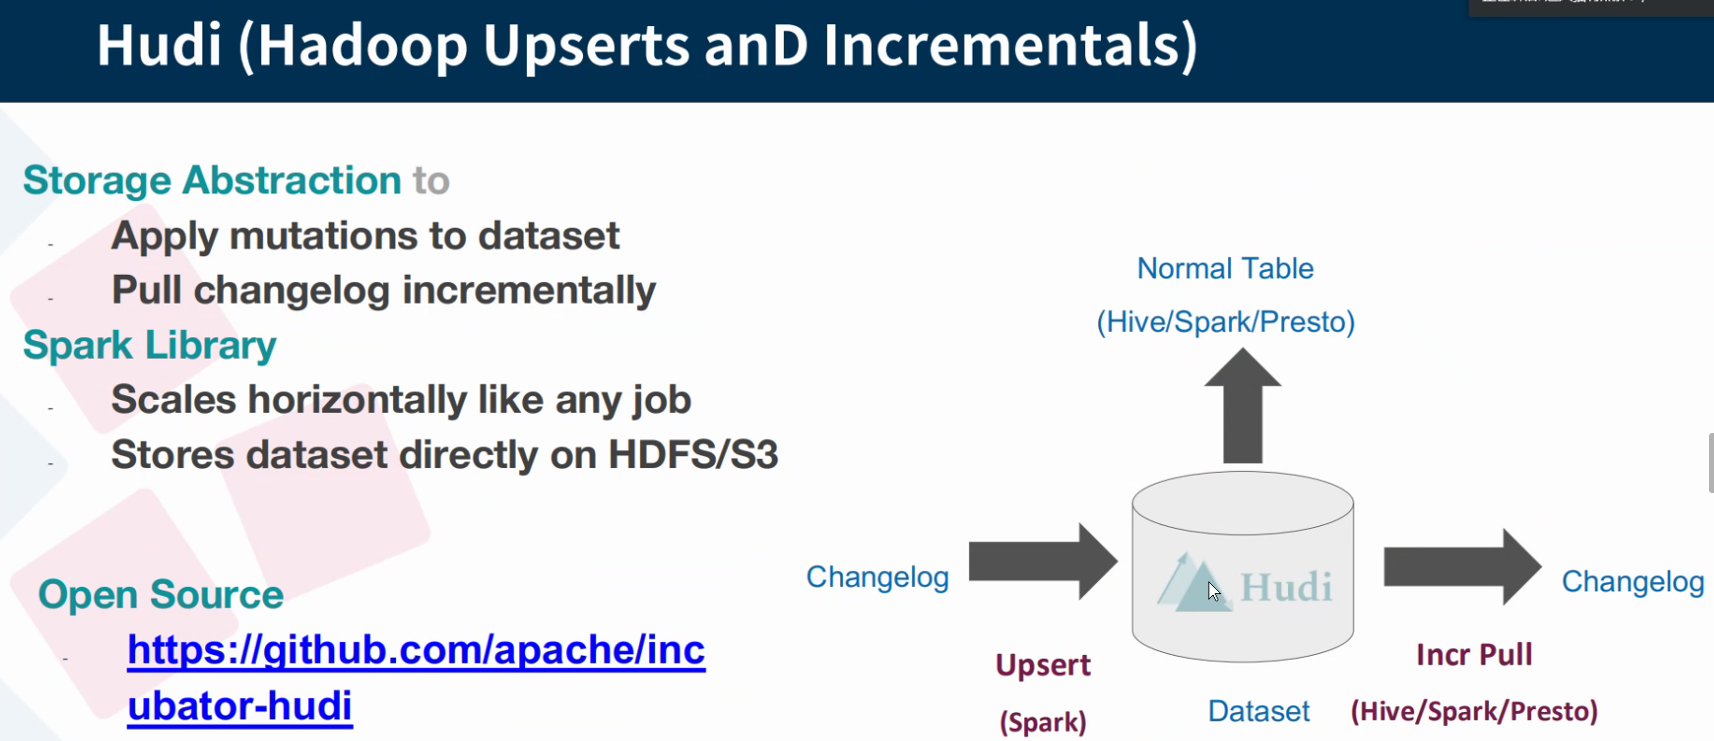 Hudi (Hadoop Upserts anD Incrementals)
Storage Abstraction to
- Apply mutations to dataset
- Pull changelog incrementally
Spark Library
- Scales horizontally like any job
- Stores dataset directly on HDFS/S3
Open Source
- https://github.com/apache/inc
ubator-hudi
Normal Table
(Hive/Spark/Presto)
Changelog
Hudi
Changelog
Upsert
(Spark)
Dataset
Incr Pull
(Hive/Spark/Presto)